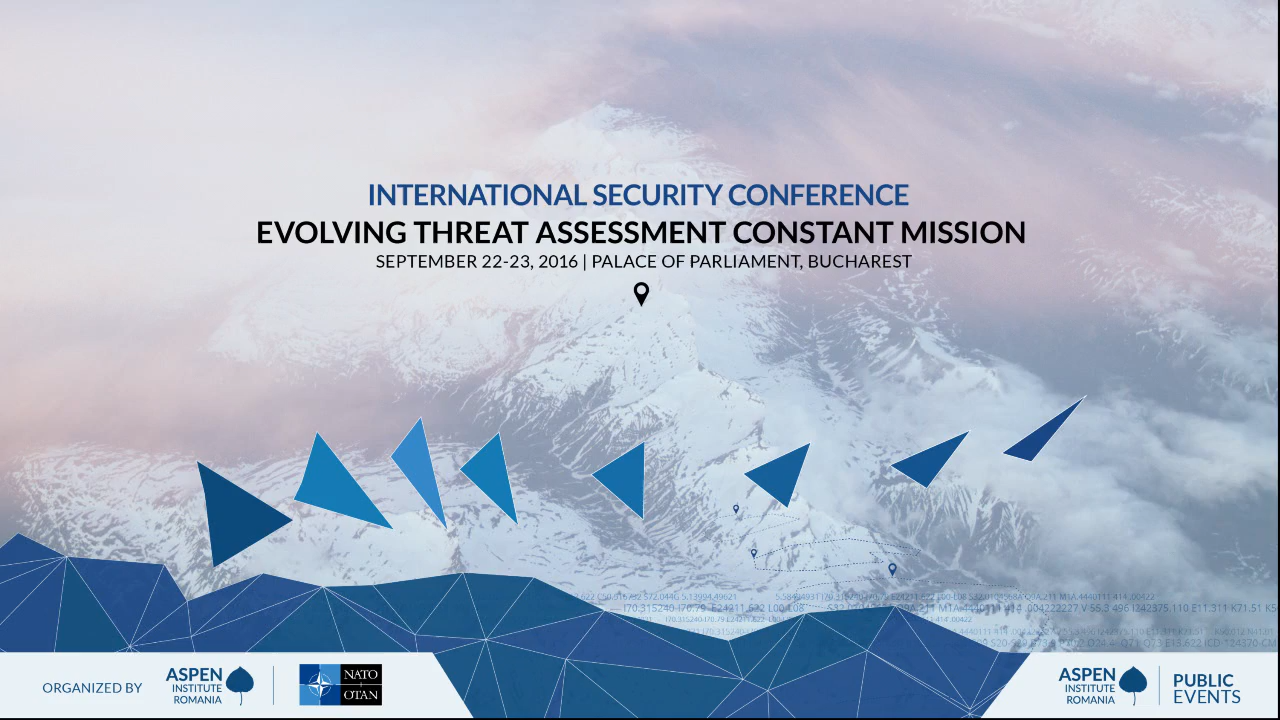 INTERNATIONAL SECURITY CONFERENCE
EVOLVING THREAT ASSESSMENT CONSTANT MISSION
SEPTEMBER 22-23, 2016 | PALACE OF PARLIAMENT, BUCHAREST
ORGANIZED BY
ASPEN
INSTITUTE
ROMANIA
NATO
OTAN
ASPEN
INSTITUTE
ROMANIA
PUBLIC
EVENTS